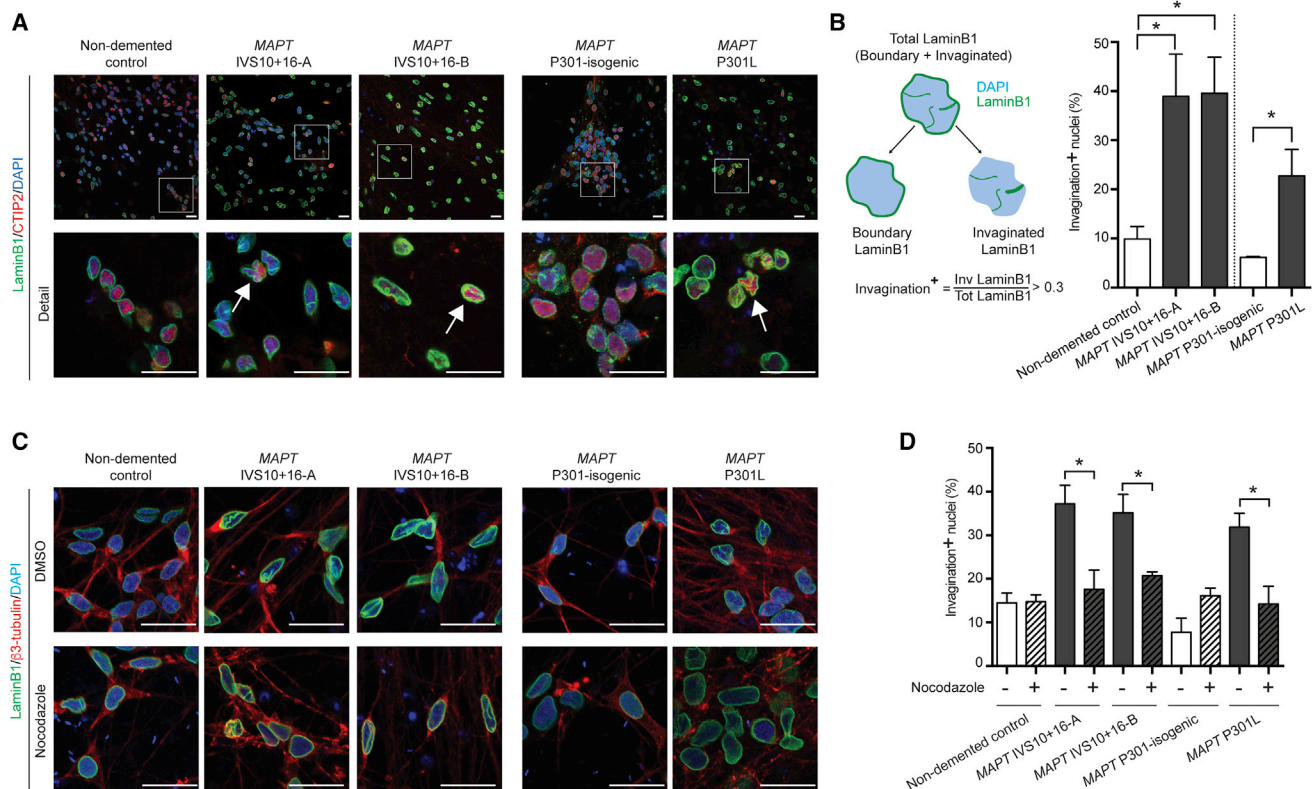 A
Non-demented
control
MAPT
IVS10+16-A
MAPT
IVS10+16-B
MAPT
P301-isogenic
MAPT
P301L
LaminB1/CTIP2/DAPI
Detail
B
Total LaminB1
(Boundary + Invaginated)
DAPI
LaminB1
Boundary
LaminB1
Invaginated
LaminB1
Invagination+ = Inv LaminB1
Tot LaminB1 > 0.3
Invagination+ nuclei (%)
50
40
30
20
10
0
*
*
*
Non-demented control
MAPT IVS10+16-A
MAPT IVS10+16-B
MAPT P301-isogenic
MAPT P301L
C
Non-demented
control
MAPT
IVS10+16-A
MAPT
IVS10+16-B
MAPT
P301-isogenic
MAPT
P301L
LaminB1/β3-tubulin/DAPI
DMSO
Nocodazole
D
Invagination+ nuclei (%)
50
40
30
20
10
0
*
*
*
Nocodazole - + - + - + - + - +
Non-demented control
MAPT IVS10+16-A
MAPT IVS10+16-B
MAPT P301-isogenic
MAPT P301L